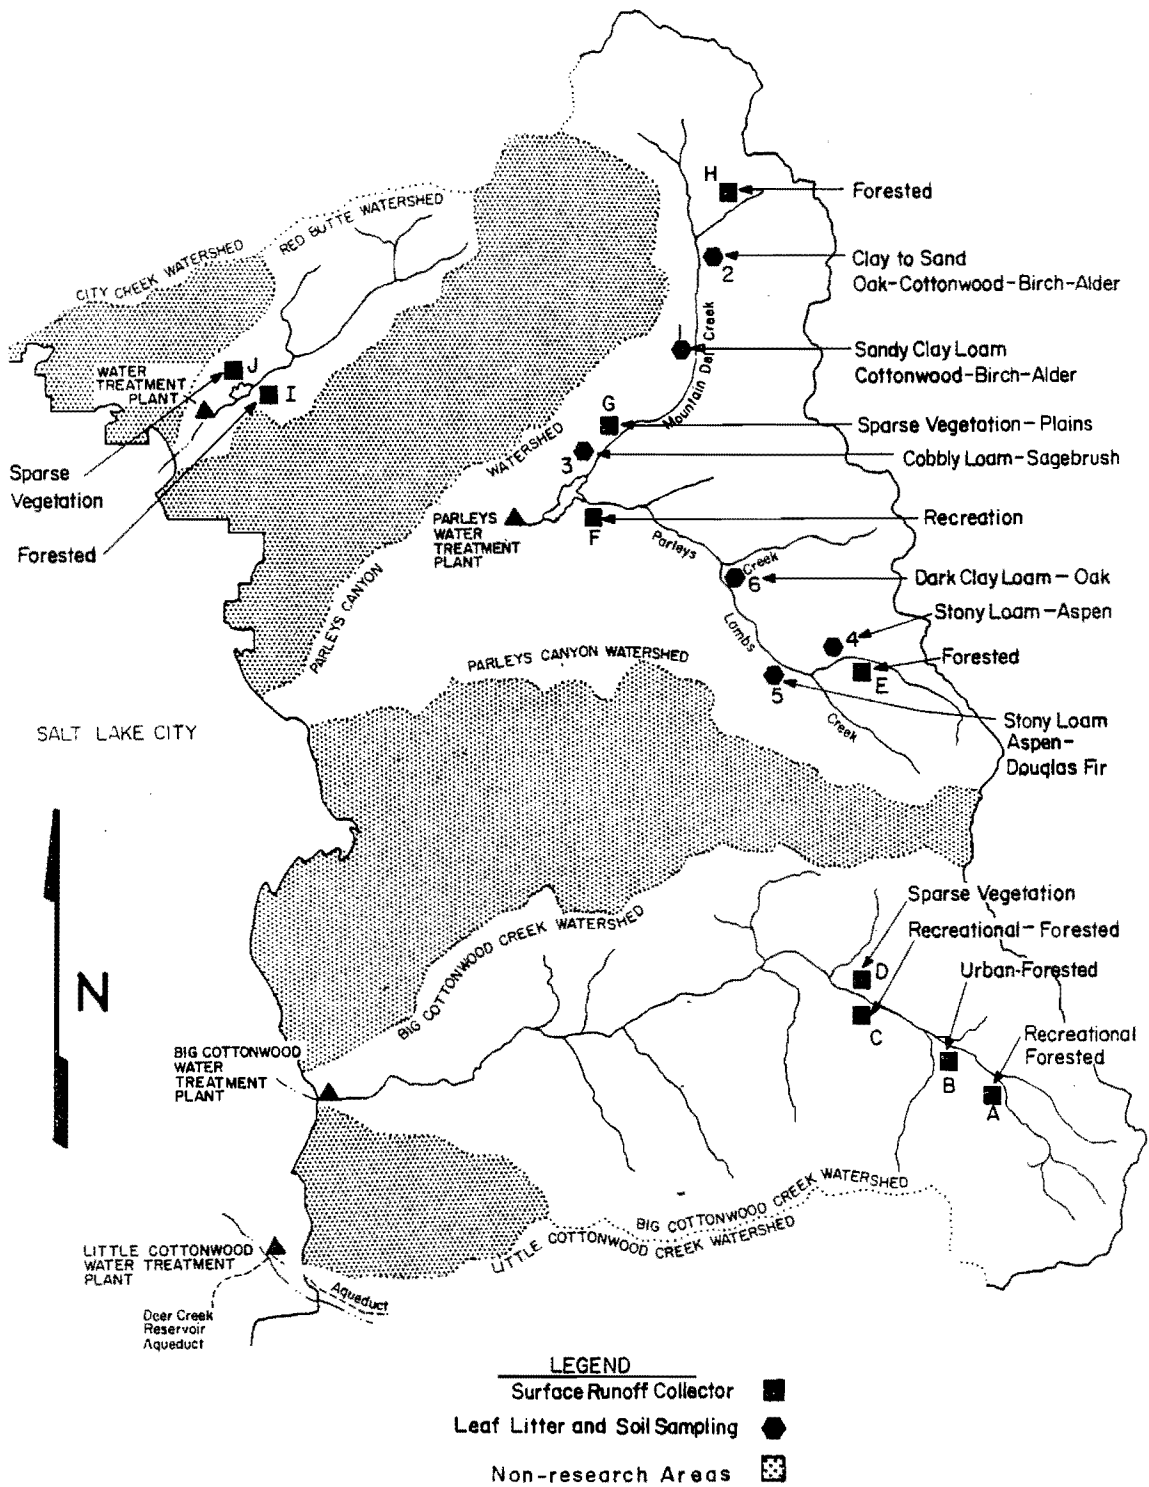 H
Forested
2
Clay to Sand
Oak-Cottonwood-Birch-Alder
CITY CREEK WATERSHED
RED BUTTE WATERSHED
1
Sandy Clay Loam
Cottonwood-Birch-Alder
Mountain Dell Creek
WATER
TREATMENT
PLANT
J
I
G
Sparse Vegetation-Plains
3
Cobbly Loam-Sagebrush
Sparse
Vegetation
Forested
PARLEYS CANYON WATERSHED
PARLEYS
WATER
TREATMENT
PLANT
F
Recreation
Parleys Creek
6
Dark Clay Loam-Oak
Lambs Creek
4
Stony Loam-Aspen
E
Forested
5
Stony Loam
Aspen-
Douglas Fir
PARLEYS CANYON WATERSHED
SALT LAKE CITY
N
Sparse Vegetation
D
Recreational-Forested
C
Urban-Forested
B
Recreational
Forested
A
BIG COTTONWOOD CREEK WATERSHED
BIG COTTONWOOD
WATER
TREATMENT
PLANT
BIG COTTONWOOD CREEK WATERSHED
LITTLE COTTONWOOD CREEK WATERSHED
LITTLE COTTONWOOD
WATER TREATMENT
PLANT
Aqueduct
Deer Creek
Reservoir
Aqueduct
LEGEND
Surface Runoff Collector
Leaf Litter and Soil Sampling
Non-research Areas